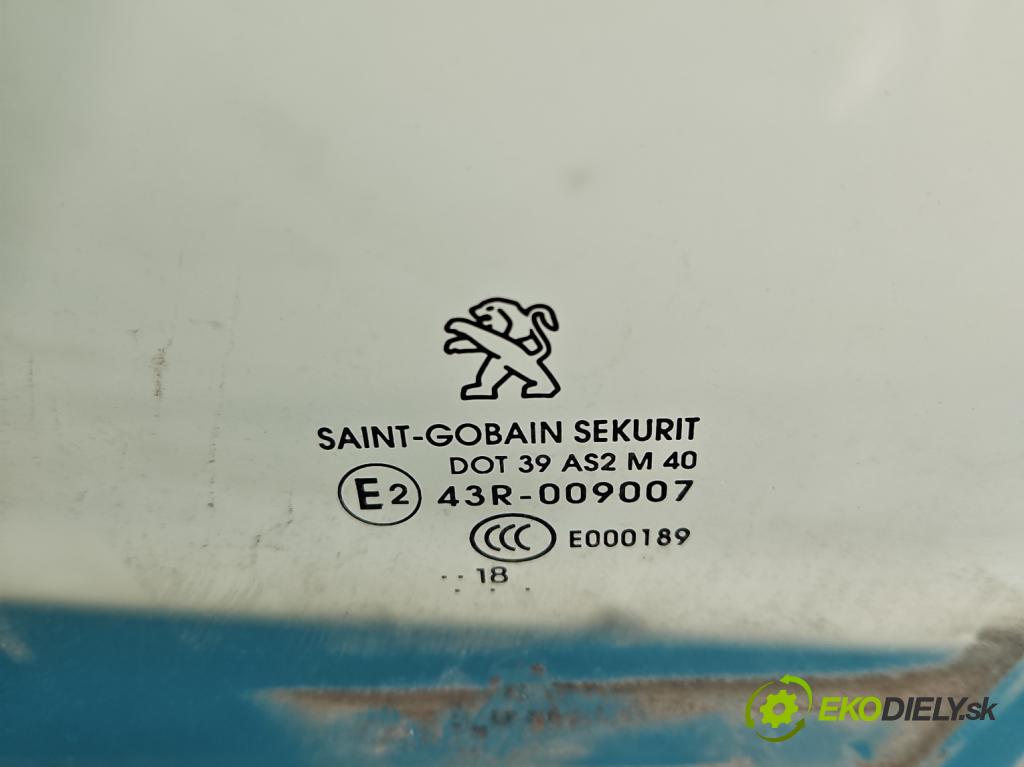 SAINT-GOBAIN SEKURIT
DOT 39 AS2 M 40
E2 43R-009007
CCC E000189
·· 18
EKODIELY.sk